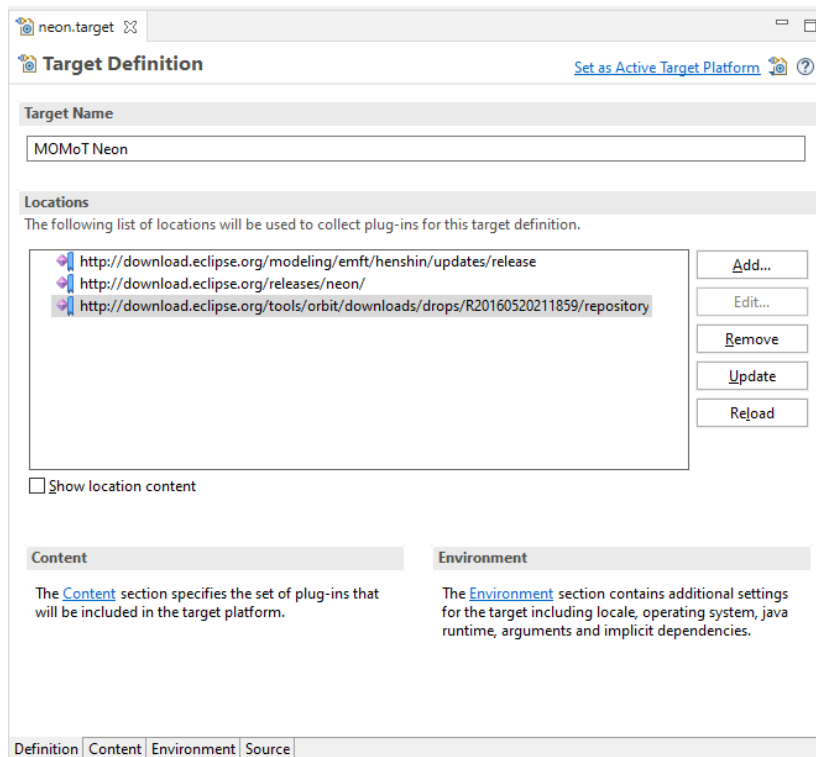 neon.target
Target Definition
Set as Active Target Platform
Target Name
MOMoT Neon
Locations
The following list of locations will be used to collect plug-ins for this target definition.
http://download.eclipse.org/modeling/emft/henshin/updates/release
http://download.eclipse.org/releases/neon/
http://download.eclipse.org/tools/orbit/downloads/drops/R20160520211859/repository
Add...
Edit...
Remove
Update
Reload
Show location content
Content
The Content section specifies the set of plug-ins that
will be included in the target platform.
Environment
The Environment section contains additional settings
for the target including locale, operating system, java
runtime, arguments and implicit dependencies.
Definition Content Environment Source